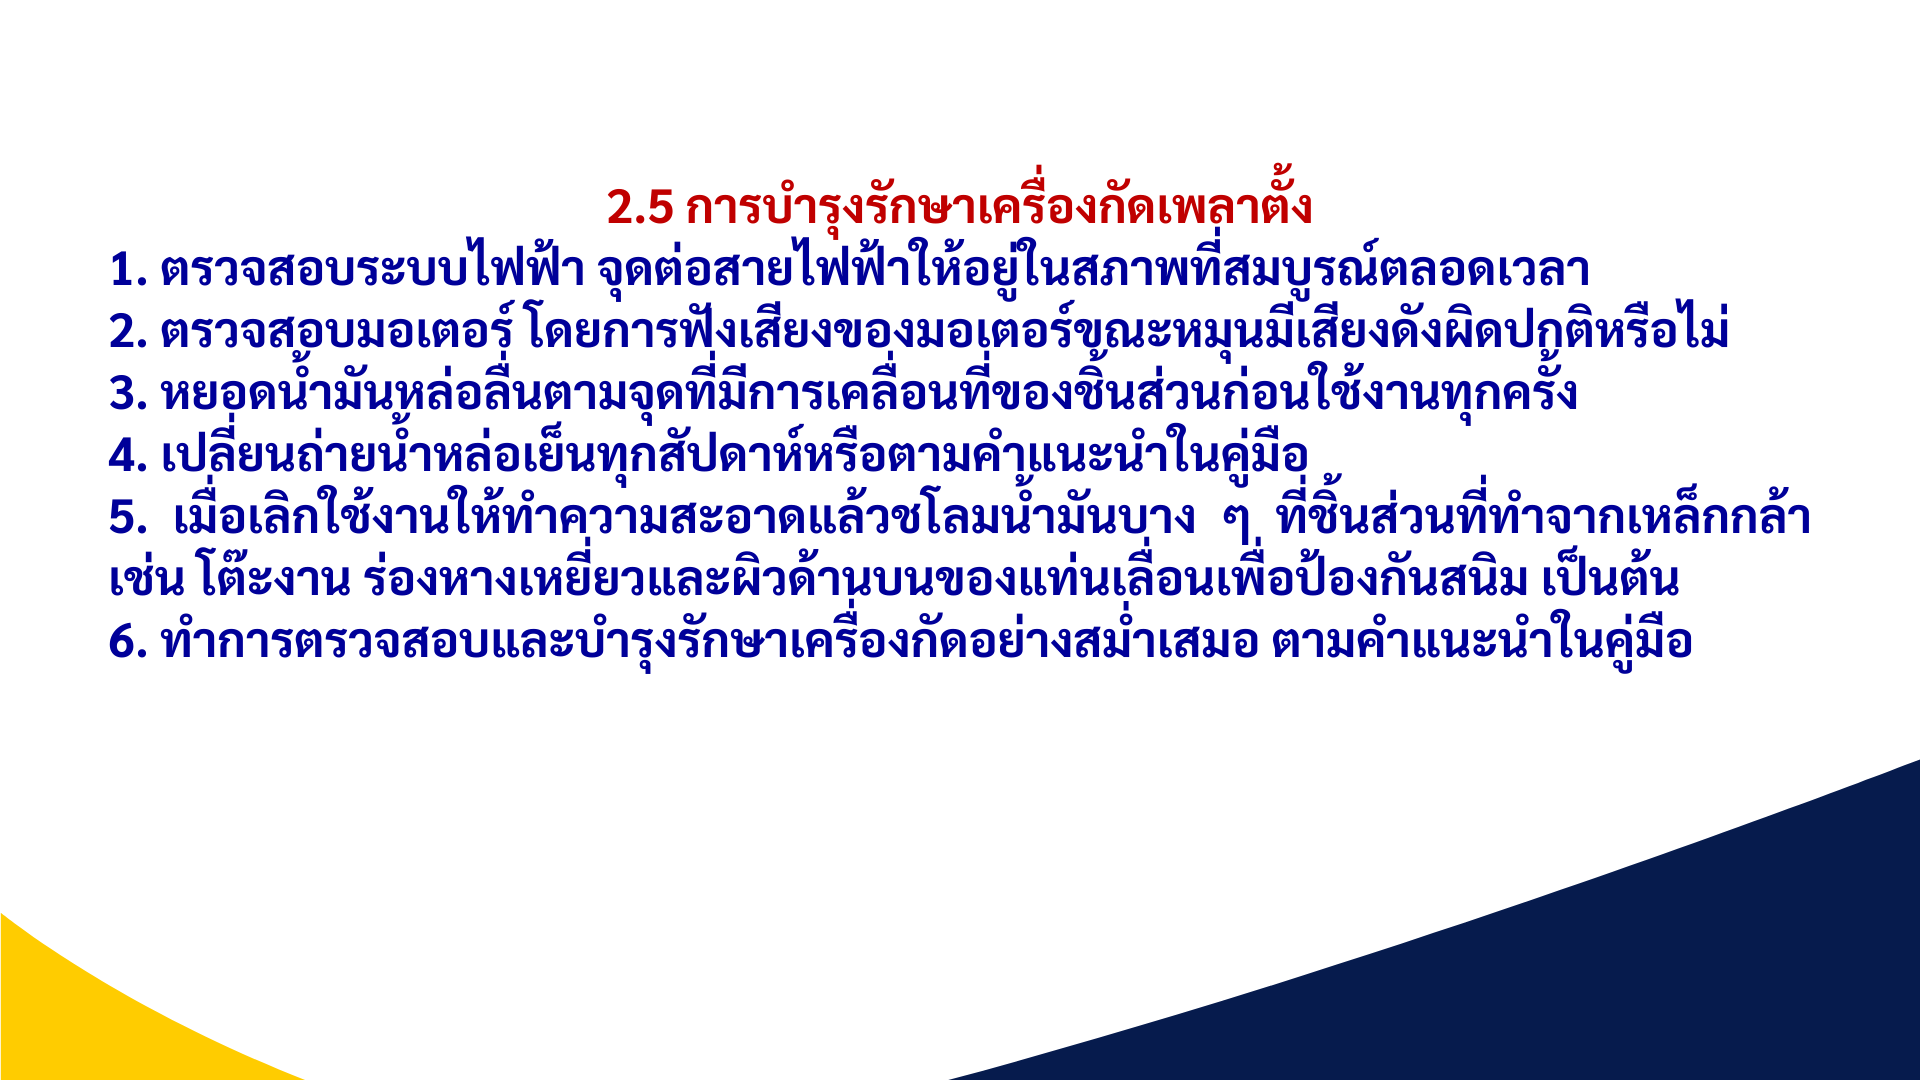 2.5 การบำรุงรักษาเครื่องกัดเพลาตั้ง
1. ตรวจสอบระบบไฟฟ้า จุดต่อสายไฟฟ้าให้อยู่ในสภาพที่สมบูรณ์ตลอดเวลา
2. ตรวจสอบมอเตอร์ โดยการฟังเสียงของมอเตอร์ขณะหมุนมีเสียงดังผิดปกติหรือไม่
3. หยอดน้ำมันหล่อลื่นตามจุดที่มีการเคลื่อนที่ของชิ้นส่วนก่อนใช้งานทุกครั้ง
4. เปลี่ยนถ่ายน้ำหล่อเย็นทุกสัปดาห์หรือตามคำแนะนำในคู่มือ
5. เมื่อเลิกใช้งานให้ทำความสะอาดแล้วชโลมน้ำมันบาง ๆ ที่ชิ้นส่วนที่ทำจากเหล็กกล้า
เช่น โต๊ะงาน ร่องหางเหยี่ยวและผิวด้านบนของแท่นเลื่อนเพื่อป้องกันสนิม เป็นต้น
6. ทำการตรวจสอบและบำรุงรักษาเครื่องกัดอย่างสม่ำเสมอ ตามคำแนะนำในคู่มือ